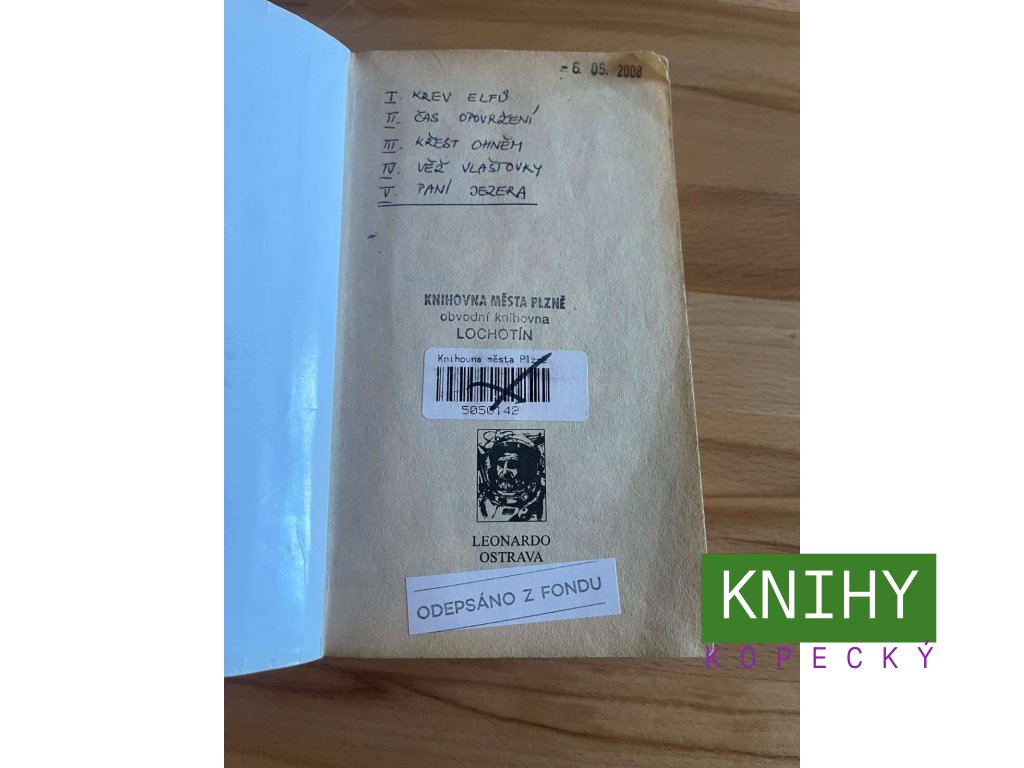 - 6. 05. 2008
I. KREV ELFŮ
II. ČAS OPOVRŽENÍ
III. KŘEST OHNĚM
IV. VĚŽ VLAŠTOVKY
V. PANÍ JEZERA
KNIHOVNA MĚSTA PLZNĚ
obvodní knihovna
LOCHOTÍN
Knihovna města Plzně
5050142
LEONARDO
OSTRAVA
ODEPSÁNO Z FONDU
KNIHY
KOPECKÝ